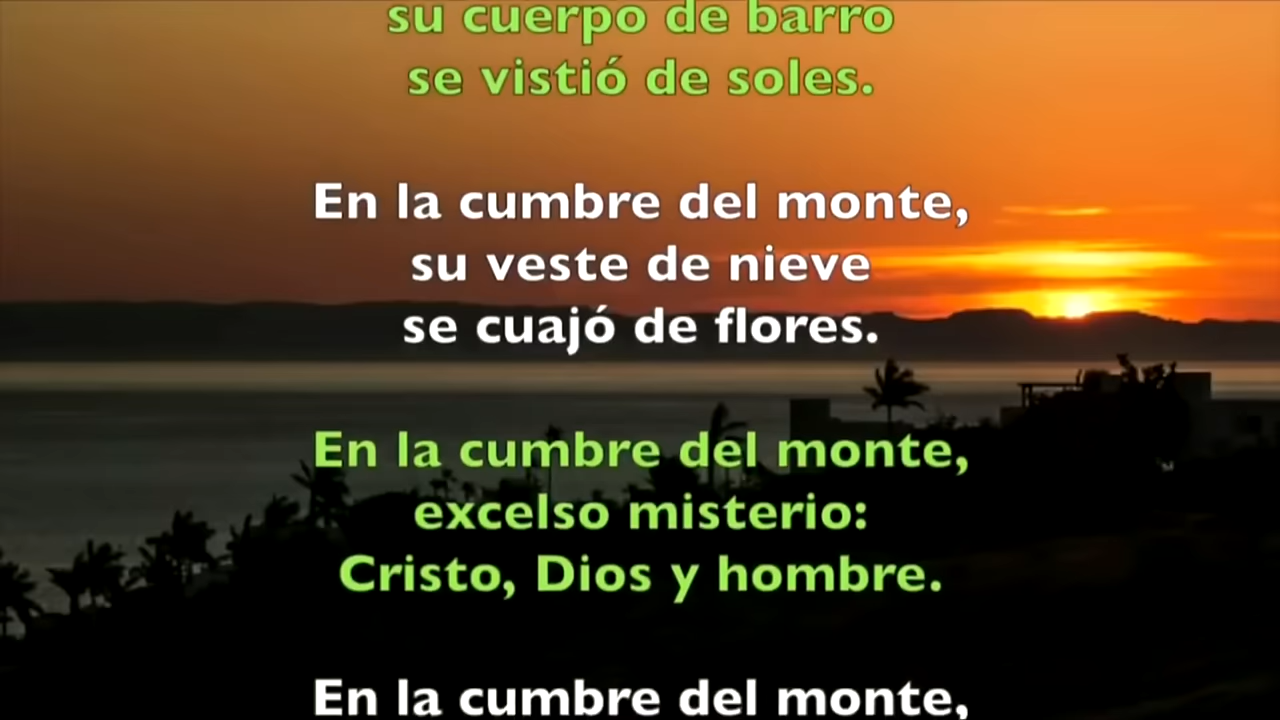 su cuerpo de barro
se vistió de soles.
En la cumbre del monte,
su veste de nieve
se cuajó de flores.
En la cumbre del monte,
excelso misterio:
Cristo, Dios y hombre.
En la cumbre del monte,